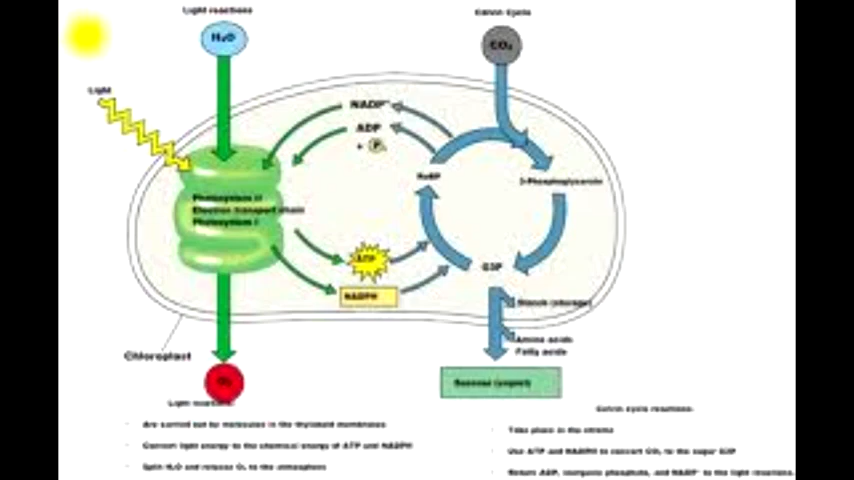 Light reactions
Calvin Cycle
H₂O
CO₂
Light
NADP⁺
ADP
+ Pᵢ
RuBP
3-Phosphoglycerate
Photosystem II
Electron transport chain
Photosystem I
ATP
G3P
NADPH
Starch (storage)
Amino acids
Fatty acids
Chloroplast
O₂
Sucrose (export)
Light reactions:
Calvin cycle reactions:
Are carried out by molecules in the thylakoid membranes
Take place in the stroma
Convert light energy to the chemical energy of ATP and NADPH
Use ATP and NADPH to convert CO₂ to the sugar G3P
Split H₂O and release O₂ to the atmosphere
Return ADP, inorganic phosphate, and NADP⁺ to the light reactions.